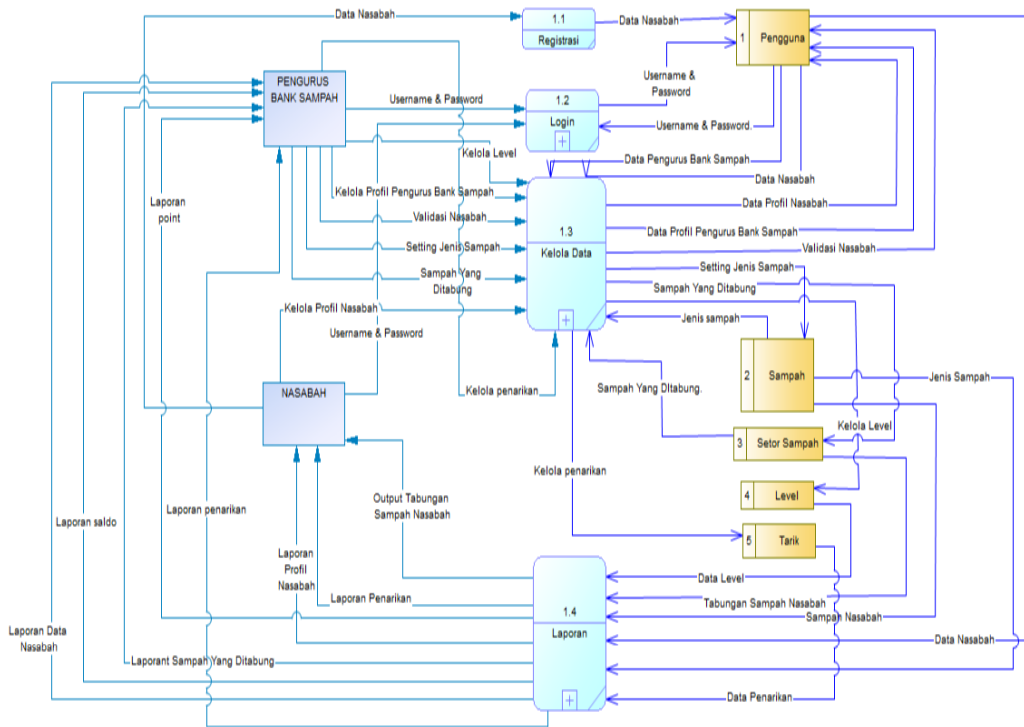 Data Nasabah
1.1
Registrasi
Data Nasabah
1
Pengguna
PENGURUS
BANK SAMPAH
Username &
Password
Username & Password
1.2
Login
Username & Password.
Kelola Level
Data Pengurus Bank Sampah
Data Nasabah
Kelola Profil Pengurus Bank Sampah
Laporan
point
Data Profil Nasabah
Validasi Nasabah
1.3
Kelola Data
Data Profil Pengurus Bank Sampah
Validasi Nasabah
Setting Jenis Sampah
Setting Jenis Sampah
Sampah Yang
Ditabung
Sampah Yang Ditabung
Kelola Profil Nasabah
Jenis sampah
Username & Password
2
Sampah
Jenis Sampah
NASABAH
Kelola penarikan
Sampah Yang DItabung.
Kelola Level
3
Setor Sampah
Kelola penarikan
4
Level
Output Tabungan
Sampah Nasabah
Laporan penarikan
Laporan saldo
5
Tarik
Laporan
Profil
Nasabah
Data Level
Laporan Penarikan
Tabungan Sampah Nasabah
1.4
Laporan
Sampah Nasabah
Laporan Data
Nasabah
Data Nasabah
Laporant Sampah Yang Ditabung
Data Penarikan